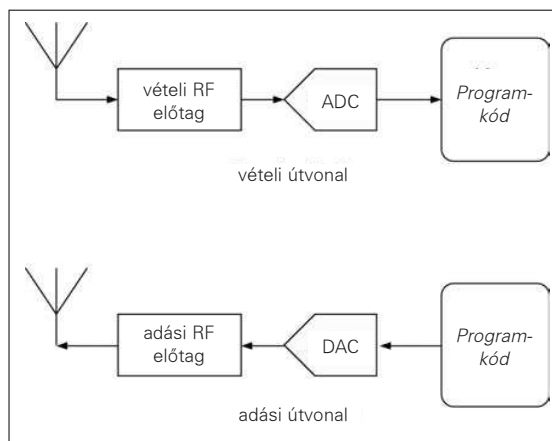 vételi RF
előtag
ADC
Program-
kód
vételi útvonal
adási RF
előtag
DAC
Program-
kód
adási útvonal